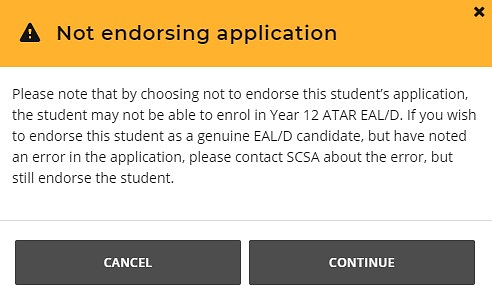 Not endorsing application
Please note that by choosing not to endorse this student's application,
the student may not be able to enrol in Year 12 ATAR EAL/D. If you wish
to endorse this student as a genuine EAL/D candidate, but have noted
an error in the application, please contact SCSA about the error, but
still endorse the student.
CANCEL
CONTINUE